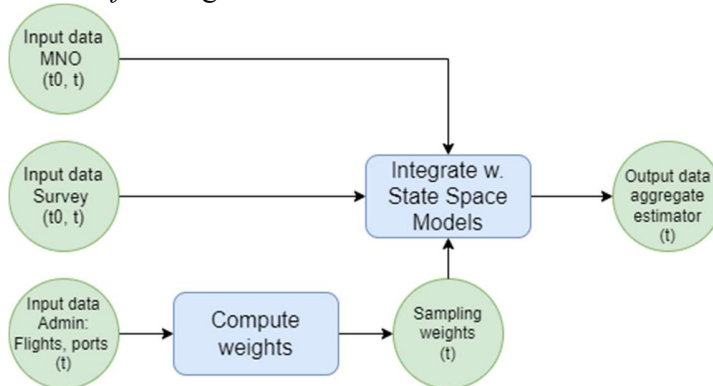 Input data
MNO
(t0, t)
Input data
Survey
(t0, t)
Integrate w.
State Space
Models
Output data
aggregate
estimator
(t)
Input data
Admin:
Flights, ports
(t)
Compute
weights
Sampling
weights
(t)